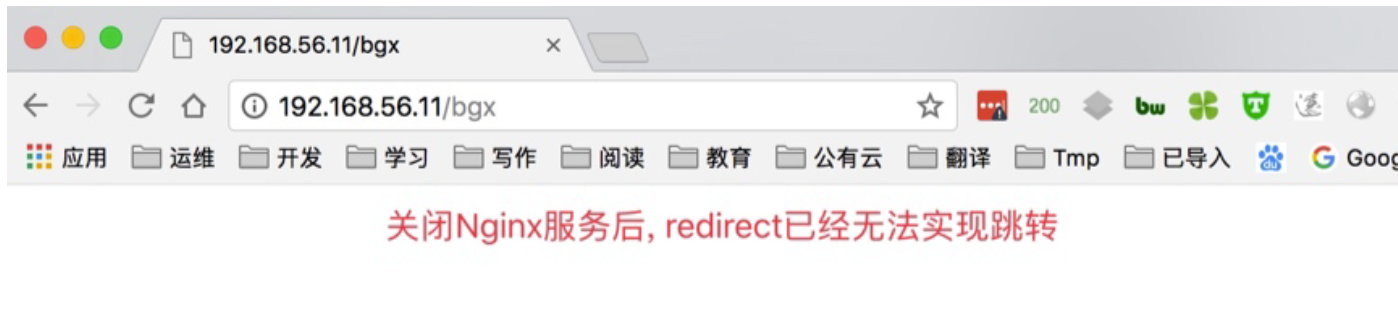 192.168.56.11/bgx
192.168.56.11/bgx 200 bw T
应用 运维 开发 学习 写作 阅读 教育 公有云 翻译 Tmp 已导入 du G Goog
关闭Nginx服务后, redirect已经无法实现跳转